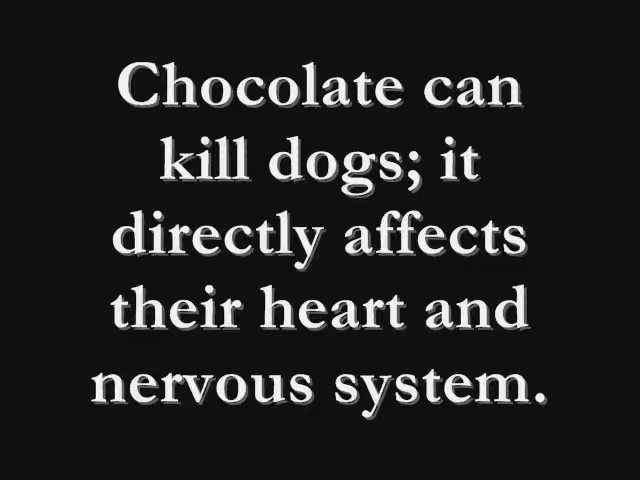 Chocolate can
kill dogs; it
directly affects
their heart and
nervous system.